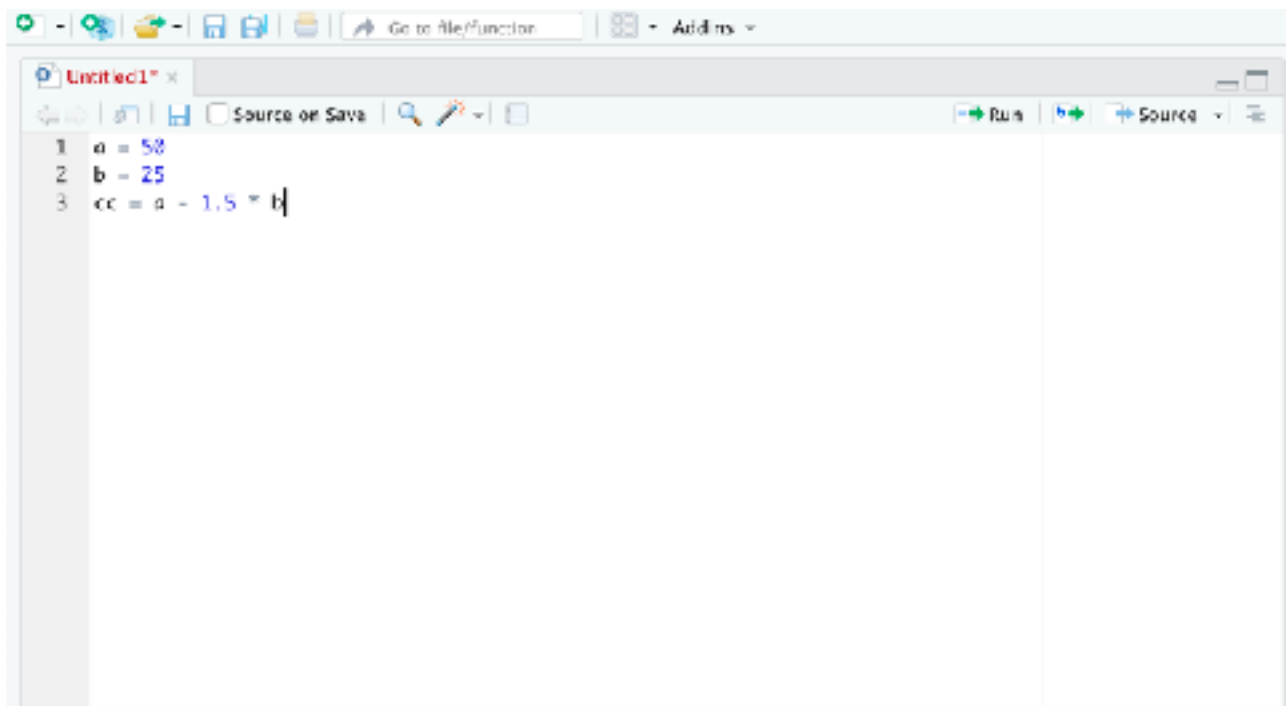 Go to file/function
Addins
Untitled1*
Source on Save
Run
Source
1 a = 50
2 b = 25
3 cc = a - 1.5 * b